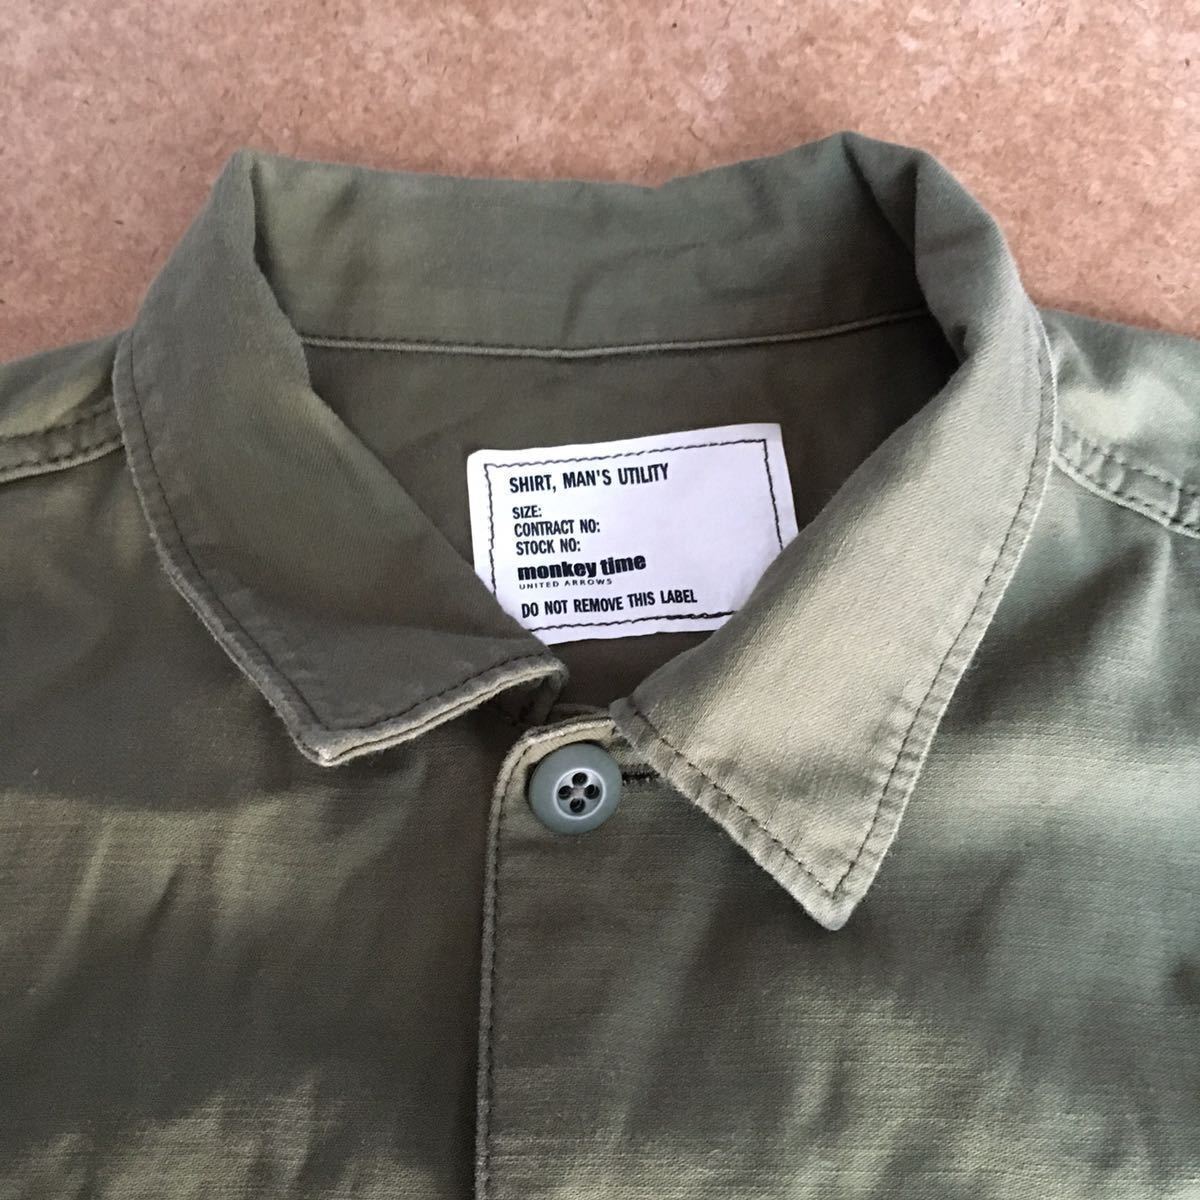 SHIRT, MAN'S UTILITY
SIZE:
CONTRACT NO:
STOCK NO:
monkey time
UNITED ARROWS
DO NOT REMOVE THIS LABEL